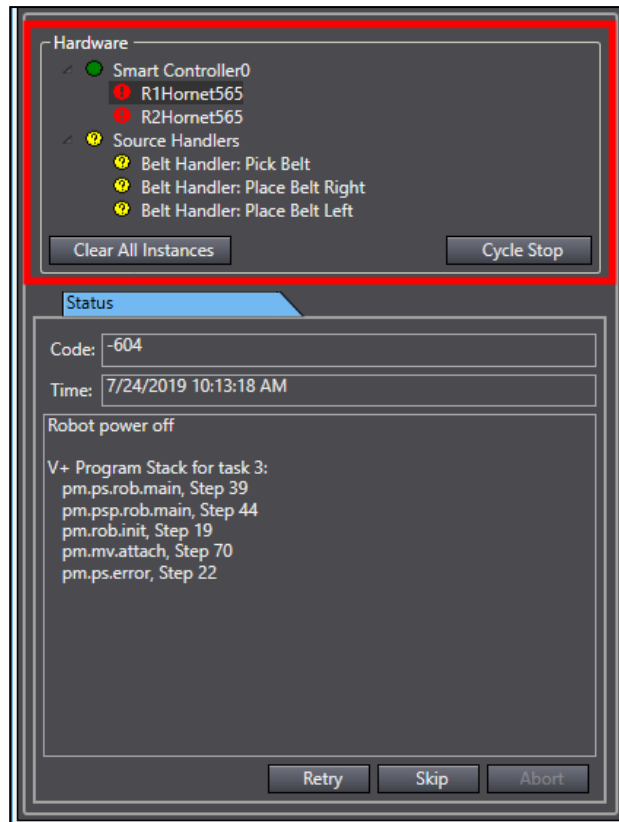 Hardware
Smart Controller0
R1Hornet565
R2Hornet565
Source Handlers
Belt Handler: Pick Belt
Belt Handler: Place Belt Right
Belt Handler: Place Belt Left
Clear All Instances Cycle Stop
Status
Code: -604
Time: 7/24/2019 10:13:18 AM
Robot power off
V+ Program Stack for task 3:
pm.ps.rob.main, Step 39
pm.psp.rob.main, Step 44
pm.rob.init, Step 19
pm.mv.attach, Step 70
pm.ps.error, Step 22
Retry Skip Abort